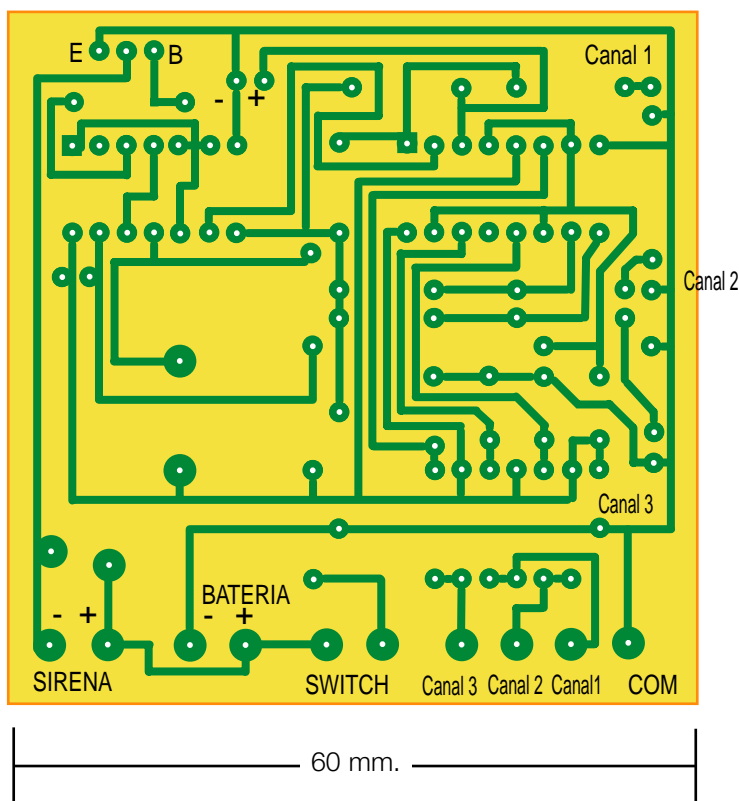 E B
Canal 1
- +
Canal 2
Canal 3
BATERIA
- +
- +
SIRENA
SWITCH
Canal 3
Canal 2
Canal1
COM
60 mm.